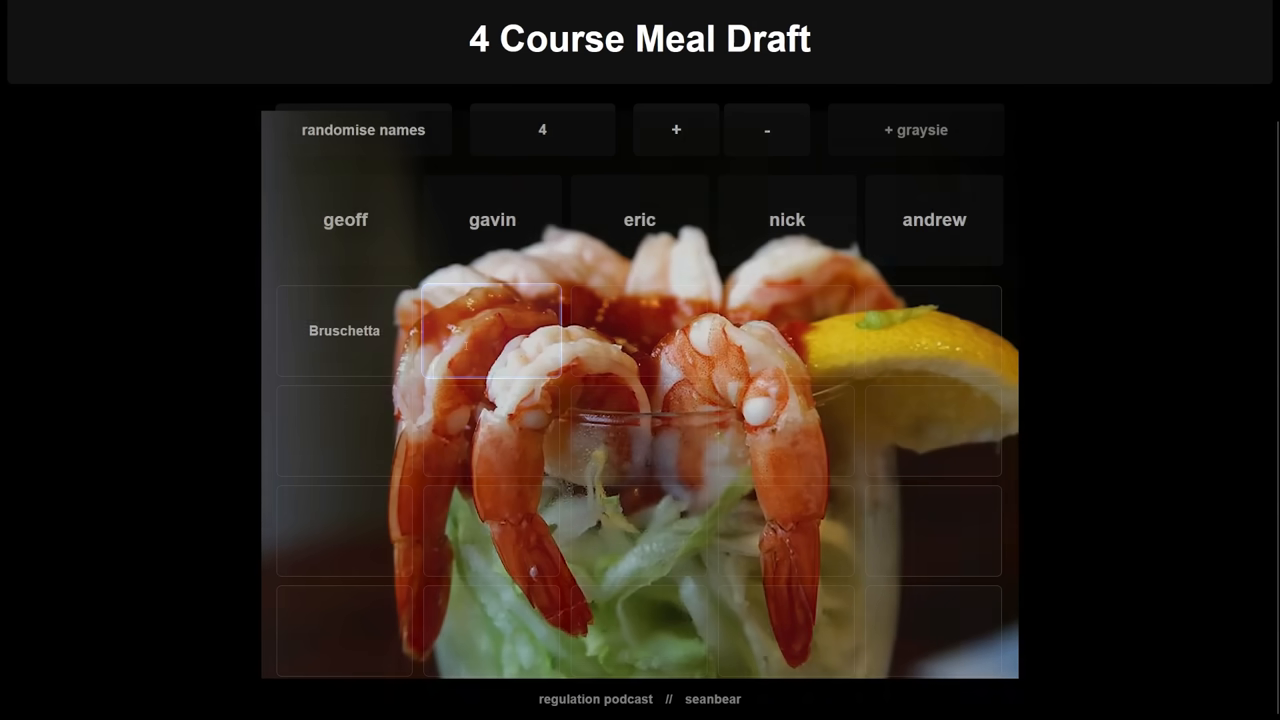 4 Course Meal Draft
randomise names 4 + - + graysie
geoff gavin eric nick andrew
Bruschetta
regulation podcast // seanbear